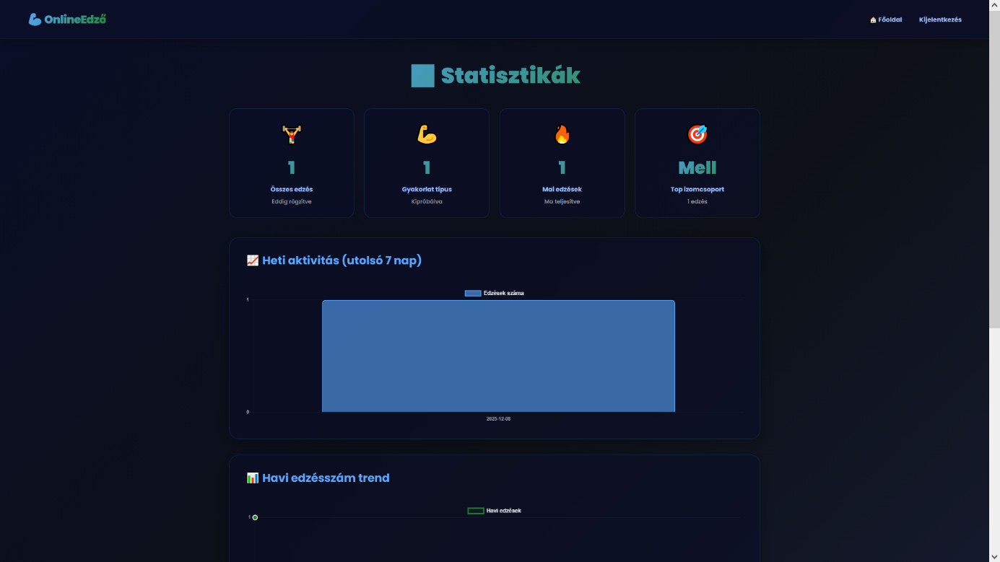 OnlineEdző
Főoldal
Kijelentkezés
Statisztikák
1
Összes edzés
Eddig rögzítve
1
Gyakorlat típus
Kipróbálva
1
Mai edzések
Ma teljesítve
Mell
Top izomcsoport
1 edzés
Heti aktivitás (utolsó 7 nap)
Edzések száma
1
0
2025-12-08
Havi edzésszám trend
Havi edzések
1